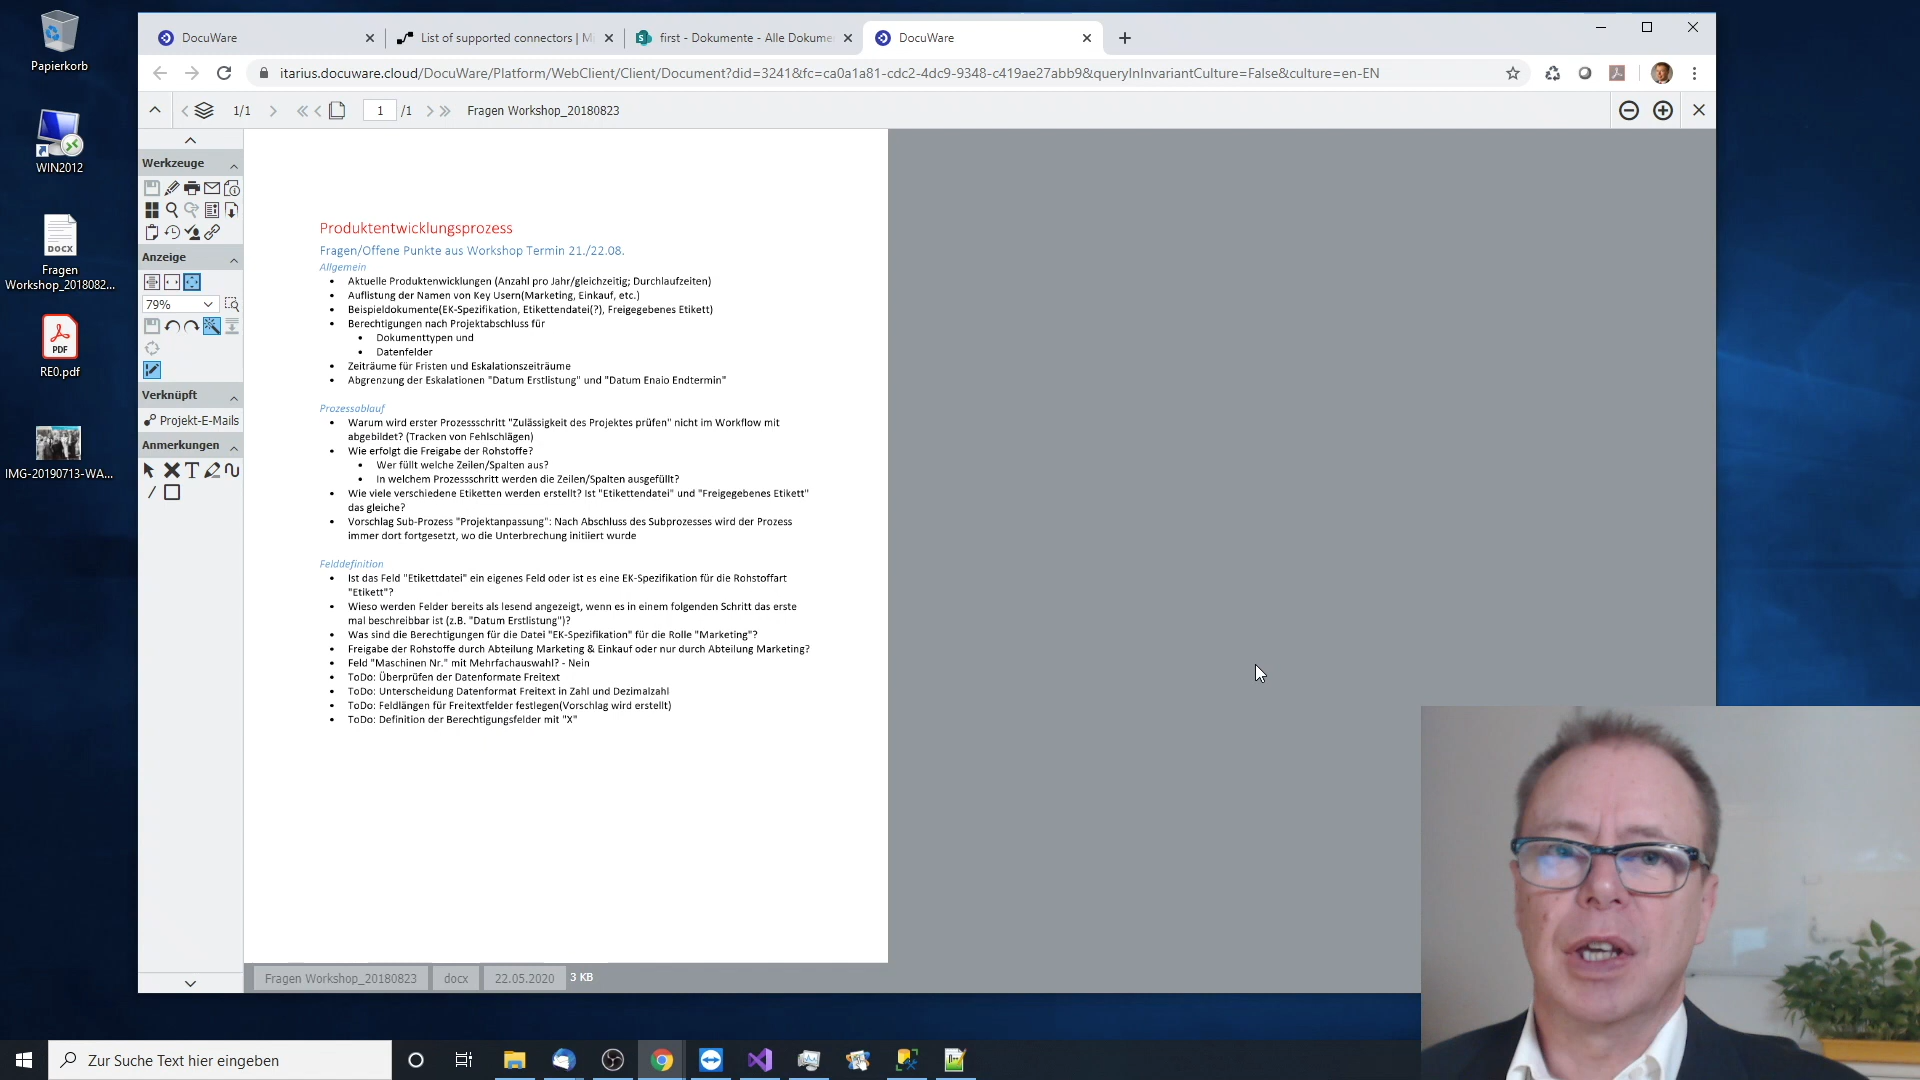 Papierkorb
WIN2012
DOCX
Fragen
Workshop_2018082...
PDF
RE0.pdf
IMG-20190713-WA...
DocuWare
List of supported connectors | M
first - Dokumente - Alle Dokume
DocuWare
itarius.docuware.cloud/DocuWare/Platform/WebClient/Client/Document?did=3241&fc=ca0a1a81-cdc2-4dc9-9348-c419ae27abb9&queryInInvariantCulture=False&culture=en-EN
1/1
1 /1
Fragen Workshop_20180823
Werkzeuge
Anzeige
79%
Verknüpft
Projekt-E-Mails
Anmerkungen
Produktentwicklungsprozess
Fragen/Offene Punkte aus Workshop Termin 21./22.08.
Allgemein
• Aktuelle Produktenwicklungen (Anzahl pro Jahr/gleichzeitig; Durchlaufzeiten)
• Auflistung der Namen von Key Usern(Marketing, Einkauf, etc.)
• Beispieldokumente(EK-Spezifikation, Etikettendatei(?), Freigegebenes Etikett)
• Berechtigungen nach Projektabschluss für
• Dokumenttypen und
• Datenfelder
• Zeiträume für Fristen und Eskalationszeiträume
• Abgrenzung der Eskalationen "Datum Erstlistung" und "Datum Enaio Endtermin"
Prozessablauf
• Warum wird erster Prozessschritt "Zulässigkeit des Projektes prüfen" nicht im Workflow mit
abgebildet? (Tracken von Fehlschlägen)
• Wie erfolgt die Freigabe der Rohstoffe?
• Wer füllt welche Zeilen/Spalten aus?
• In welchem Prozessschritt werden die Zeilen/Spalten ausgefüllt?
• Wie viele verschiedene Etiketten werden erstellt? Ist "Etikettendatei" und "Freigegebenes Etikett"
das gleiche?
• Vorschlag Sub-Prozess "Projektanpassung": Nach Abschluss des Subprozesses wird der Prozess
immer dort fortgesetzt, wo die Unterbrechung initiiert wurde
Felddefinition
• Ist das Feld "Etikettdatei" ein eigenes Feld oder ist es eine EK-Spezifikation für die Rohstoffart
"Etikett"?
• Wieso werden Felder bereits als lesend angezeigt, wenn es in einem folgenden Schritt das erste
mal beschreibbar ist (z.B. "Datum Erstlistung")?
• Was sind die Berechtigungen für die Datei "EK-Spezifikation" für die Rolle "Marketing"?
• Freigabe der Rohstoffe durch Abteilung Marketing & Einkauf oder nur durch Abteilung Marketing?
• Feld "Maschinen Nr." mit Mehrfachauswahl? - Nein
• ToDo: Überprüfen der Datenformate Freitext
• ToDo: Unterscheidung Datenformat Freitext in Zahl und Dezimalzahl
• ToDo: Feldlängen für Freitextfelder festlegen(Vorschlag wird erstellt)
• ToDo: Definition der Berechtigungsfelder mit "X"
Fragen Workshop_20180823
docx
22.05.2020
3 KB
Zur Suche Text hier eingeben